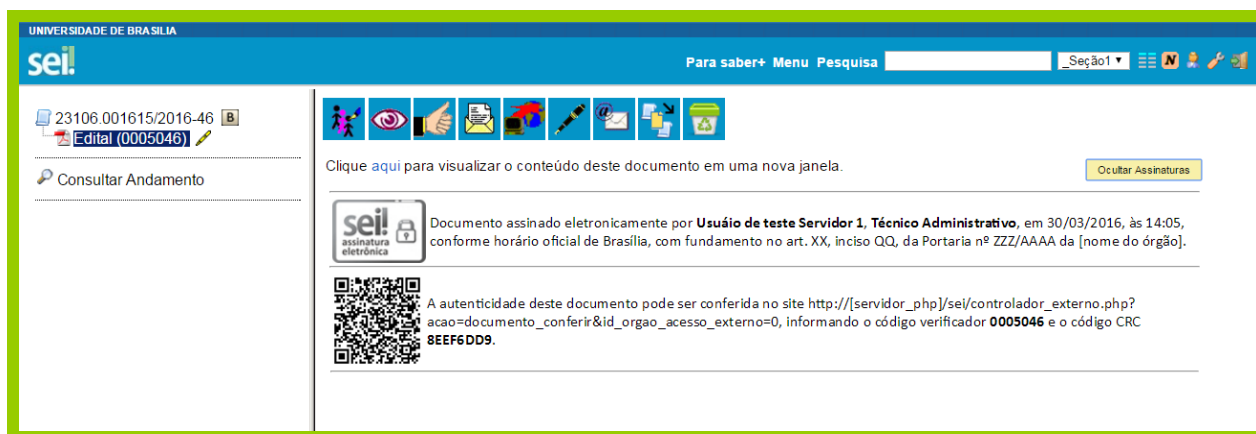 UNIVERSIDADE DE BRASILIA
sei!
Para saber+ Menu Pesquisa
_Seção1
N
23106.001615/2016-46 B
Edital (0005046)
Consultar Andamento
Clique aqui para visualizar o conteúdo deste documento em uma nova janela.
Ocultar Assinaturas
sei!
assinatura
eletrônica
Documento assinado eletronicamente por Usuáio de teste Servidor 1, Técnico Administrativo, em 30/03/2016, às 14:05,
conforme horário oficial de Brasília, com fundamento no art. XX, inciso QQ, da Portaria nº ZZZ/AAAA da [nome do órgão].
A autenticidade deste documento pode ser conferida no site http://[servidor_php]/sei/controlador_externo.php?
acao=documento_conferir&id_orgao_acesso_externo=0, informando o código verificador 0005046 e o código CRC
8EEF6DD9.